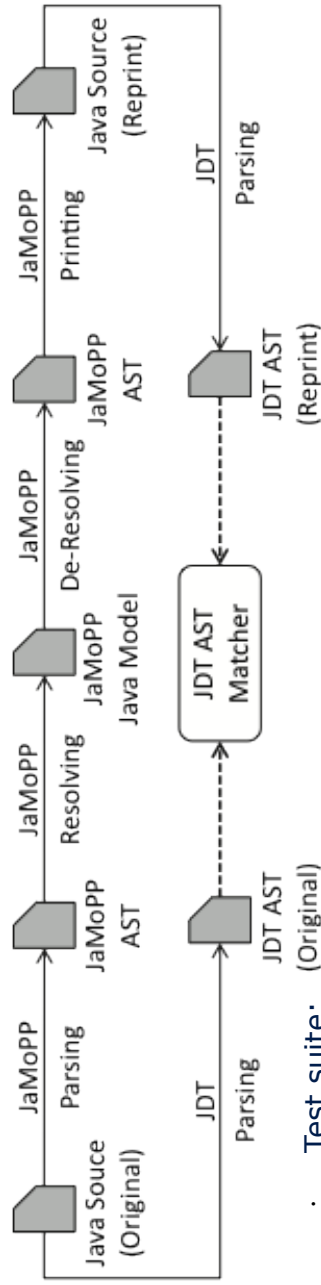 JaMoPP
Parsing
JaMoPP
Resolving
JaMoPP
De-Resolving
JaMoPP
Printing
Java Souce
(Original)
JaMoPP
AST
JaMoPP
Java Model
JaMoPP
AST
Java Source
(Reprint)
JDT
Parsing
JDT AST
(Original)
JDT AST
Matcher
JDT AST
(Reprint)
JDT
Parsing
· Test suite: